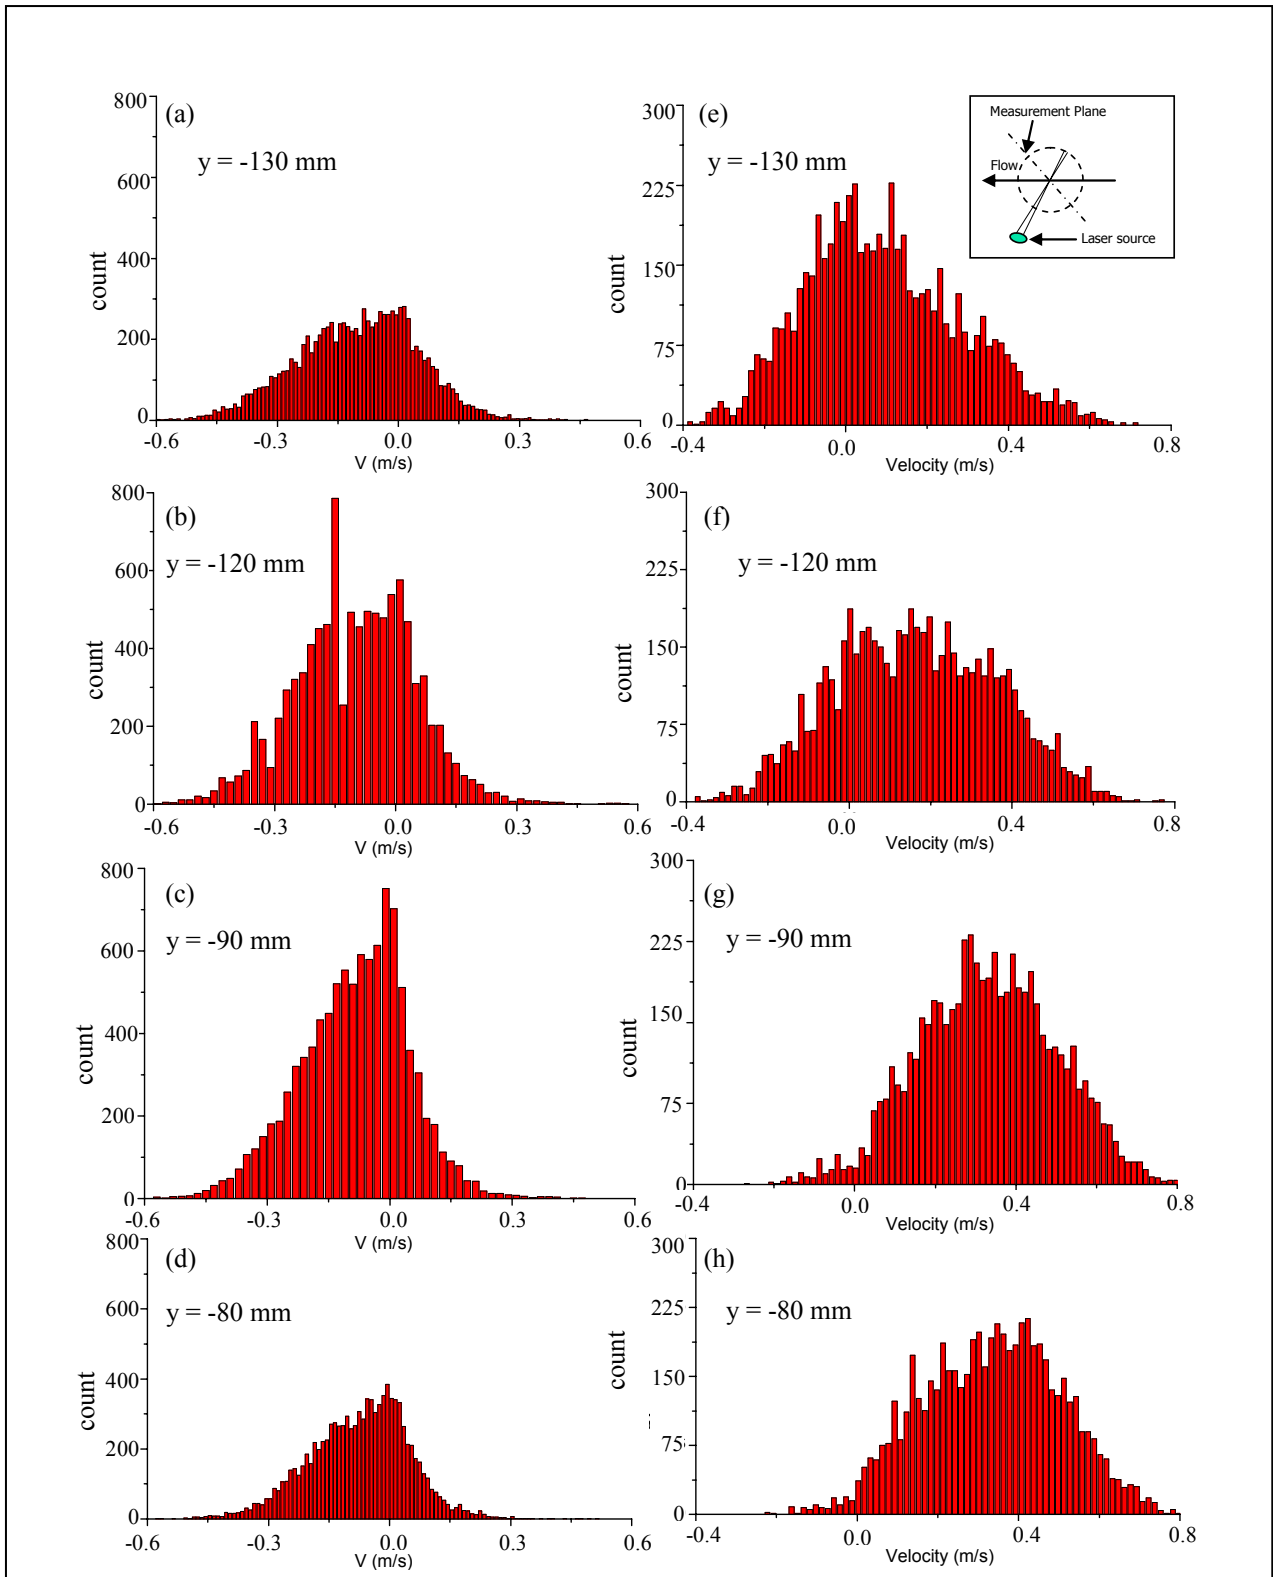 (a)
y = -130 mm
800
600
400
200
0
count
-0.6
-0.3
0.0
0.3
0.6
V (m/s)
(e)
y = -130 mm
300
225
150
75
0
count
-0.4
0.0
0.4
0.8
Velocity (m/s)
Measurement Plane
Flow
Laser source
(b)
y = -120 mm
800
600
400
200
0
count
-0.6
-0.3
0.0
0.3
0.6
V (m/s)
(f)
y = -120 mm
300
225
150
75
0
count
-0.4
0.0
0.4
0.8
Velocity (m/s)
(c)
y = -90 mm
800
600
400
200
0
count
-0.6
-0.3
0.0
0.3
0.6
V (m/s)
(g)
y = -90 mm
300
225
150
75
0
count
-0.4
0.0
0.4
0.8
Velocity (m/s)
(d)
y = -80 mm
800
600
400
200
0
count
-0.6
-0.3
0.0
0.3
0.6
V (m/s)
(h)
y = -80 mm
300
225
150
75
0
count
-0.4
0.0
0.4
0.8
Velocity (m/s)